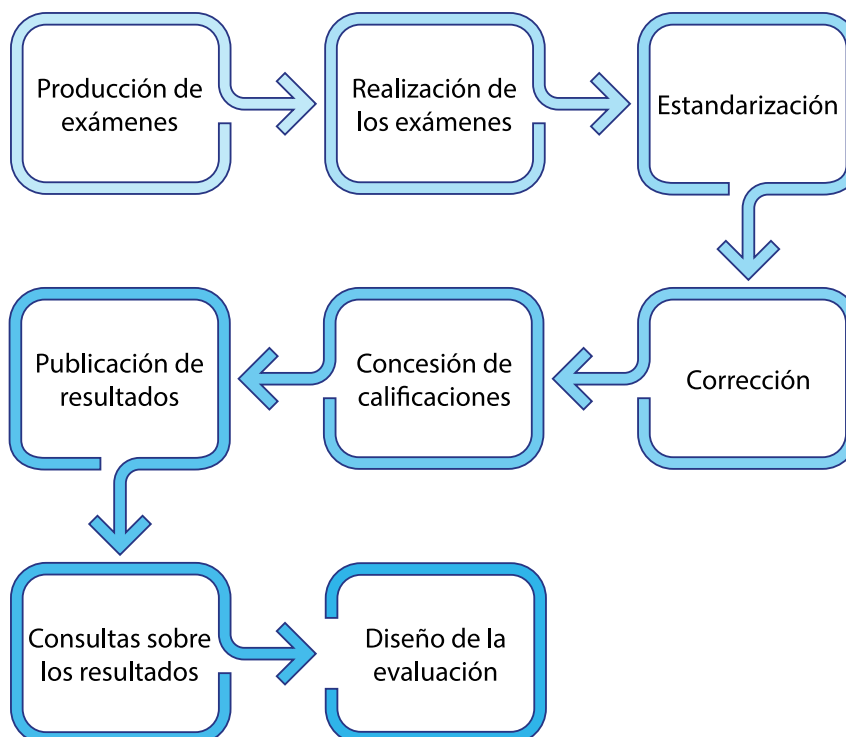 Producción de
exámenes
Realización de
los exámenes
Estandarización
Corrección
Concesión de
calificaciones
Publicación de
resultados
Consultas sobre
los resultados
Diseño de la
evaluación